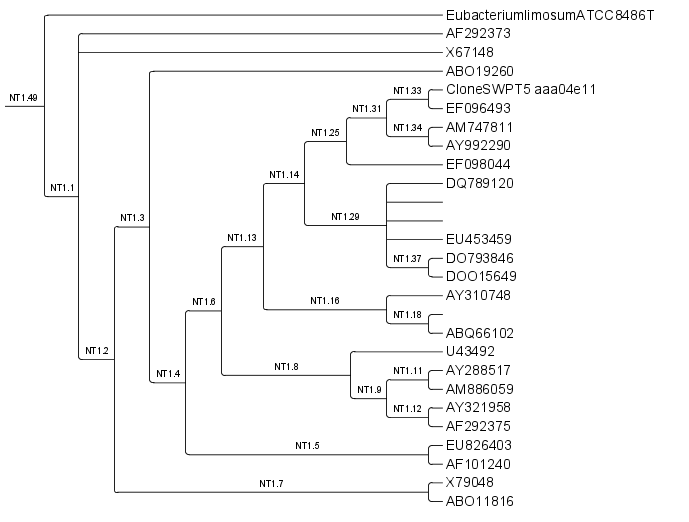 EubacteriumlimosumATCC8486T
AF292373
X67148
ABO19260
NT1.33
CloneSWPT5 aaa04e11
NT1.49
NT1.31
EF096493
NT1.34
AM747811
NT1.25
AY992290
EF098044
NT1.14
DQ789120
NT1.1
NT1.3
NT1.29
NT1.13
EU453459
NT1.37
DO793846
DOO15649
NT1.16
AY310748
NT1.6
NT1.18
ABQ66102
NT1.2
U43492
NT1.8
NT1.11
AY288517
NT1.4
NT1.9
AM886059
NT1.12
AY321958
AF292375
NT1.5
EU826403
AF101240
NT1.7
X79048
ABO11816